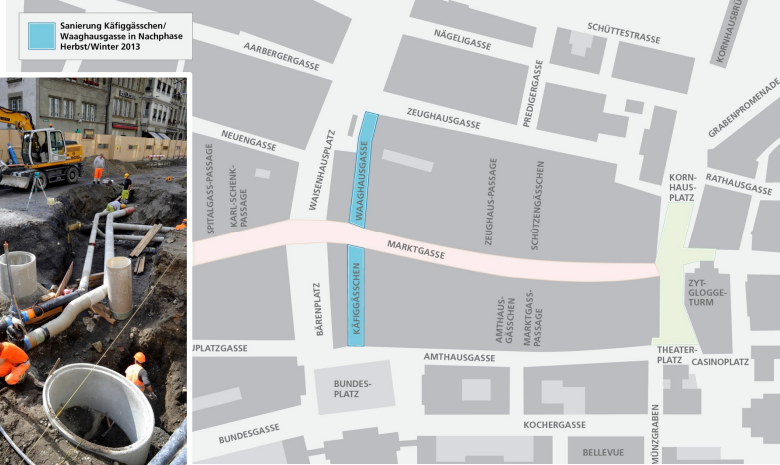 Sanierung Käfiggässchen/
Waaghausgasse in Nachphase
Herbst/Winter 2013
AARBERGERGASSE
NÄGELIGASSE
SCHÜTTESTRASSE
KORNHAUSBRÜ
PREDIGERGASSE
ZEUGHAUSGASSE
GRABENPROMENADE
NEUENGASSE
WAISENHAUSPLATZ
WAAGHAUSGASSE
SPITALGASS-PASSAGE
KARL-SCHENK-
PASSAGE
ZEUGHAUS-PASSAGE
SCHÜTZENGÄSSCHEN
KORN-
HAUS-
PLATZ
RATHAUSGASSE
MARKTGASSE
BÄRENPLATZ
KÄFIGGÄSSCHEN
AMTHAUS-
GÄSSCHEN
MARKTGASS-
PASSAGE
ZYT-
GLOGGE-
TURM
UPLATZGASSE
AMTHAUSGASSE
THEATER-
PLATZ
CASINOPLATZ
BUNDES-
PLATZ
BUNDESGASSE
KOCHERGASSE
MÜNZGRABEN
BELLEVUE